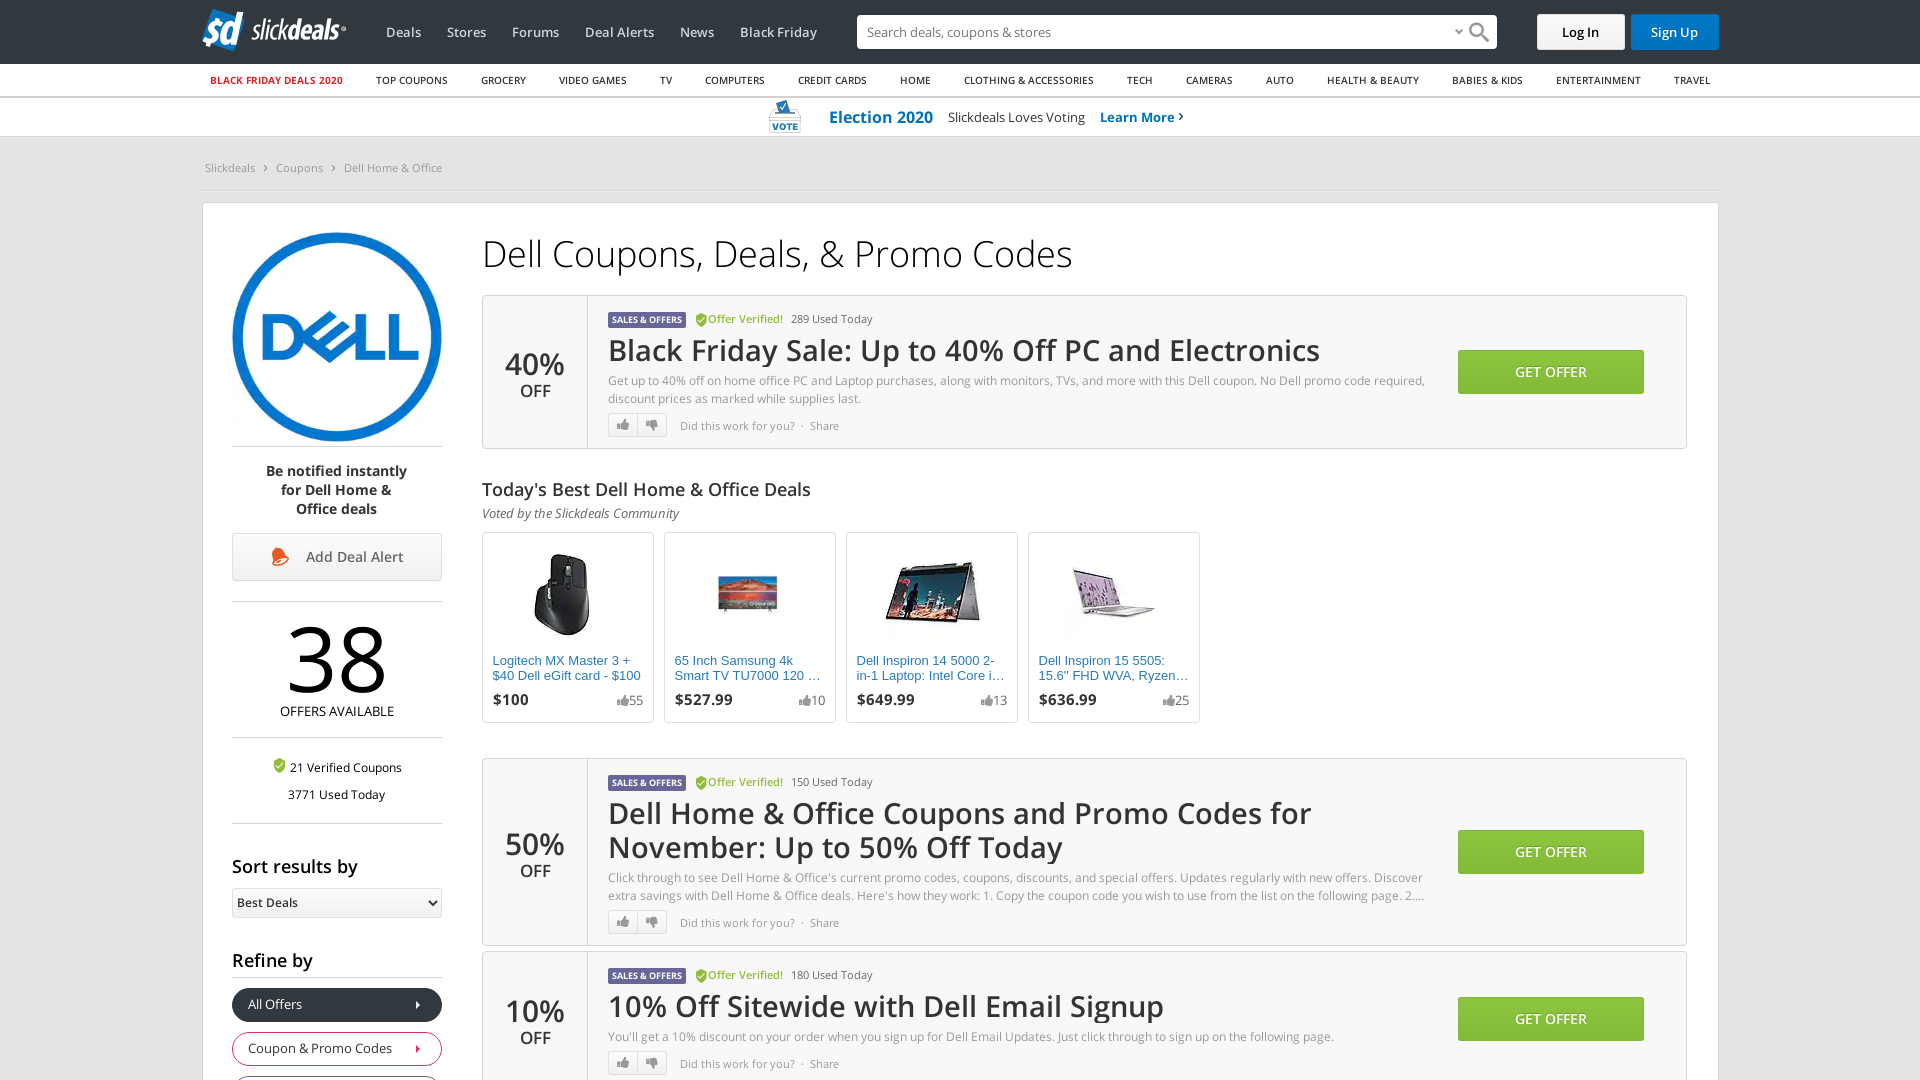 slickdeals
Deals
Stores
Forums
Deal Alerts
News
Black Friday
Search deals, coupons & stores
Log In
Sign Up
BLACK FRIDAY DEALS 2020
TOP COUPONS
GROCERY
VIDEO GAMES
TV
COMPUTERS
CREDIT CARDS
HOME
CLOTHING & ACCESSORIES
TECH
CAMERAS
AUTO
HEALTH & BEAUTY
BABIES & KIDS
ENTERTAINMENT
TRAVEL
VOTE
Election 2020
Slickdeals Loves Voting
Learn More
Slickdeals
Coupons
Dell Home & Office
DELL
Be notified instantly
for Dell Home &
Office deals
Add Deal Alert
38
OFFERS AVAILABLE
21 Verified Coupons
3771 Used Today
Sort results by
Best Deals
Refine by
All Offers
Coupon & Promo Codes
Dell Coupons, Deals, & Promo Codes
40%
OFF
SALES & OFFERS
Offer Verified!
289 Used Today
Black Friday Sale: Up to 40% Off PC and Electronics
Get up to 40% off on home office PC and Laptop purchases, along with monitors, TVs, and more with this Dell coupon. No Dell promo code required,
discount prices as marked while supplies last.
Did this work for you? · Share
GET OFFER
Today's Best Dell Home & Office Deals
Voted by the Slickdeals Community
Logitech MX Master 3 +
$40 Dell eGift card - $100
$100
55
65 Inch Samsung 4k
Smart TV TU7000 120 …
$527.99
10
Dell Inspiron 14 5000 2-
in-1 Laptop: Intel Core i…
$649.99
13
Dell Inspiron 15 5505:
15.6'' FHD WVA, Ryzen…
$636.99
25
50%
OFF
SALES & OFFERS
Offer Verified!
150 Used Today
Dell Home & Office Coupons and Promo Codes for
November: Up to 50% Off Today
Click through to see Dell Home & Office's current promo codes, coupons, discounts, and special offers. Updates regularly with new offers. Discover
extra savings with Dell Home & Office deals. Here's how they work: 1. Copy the coupon code you wish to use from the list on the following page. 2.…
Did this work for you? · Share
GET OFFER
10%
OFF
SALES & OFFERS
Offer Verified!
180 Used Today
10% Off Sitewide with Dell Email Signup
You'll get a 10% discount on your order when you sign up for Dell Email Updates. Just click through to sign up on the following page.
Did this work for you? · Share
GET OFFER